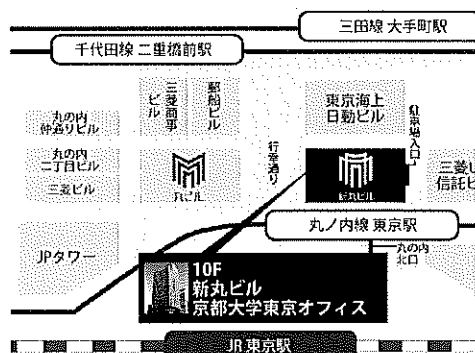 三田線 大手町駅
千代田線 二重橋前駅
三菱商事
ビル
郵船ビル
東京海上
日動ビル
駐車場入口
丸の内
仲通りビル
丸の内
二丁目ビル
三菱ビル
丸ビル
行幸通り
新丸ビル
三菱U
信託ビ
丸ノ内線 東京駅
丸の内
北口
JPタワー
10F
新丸ビル
京都大学東京オフィス
JR 東京駅